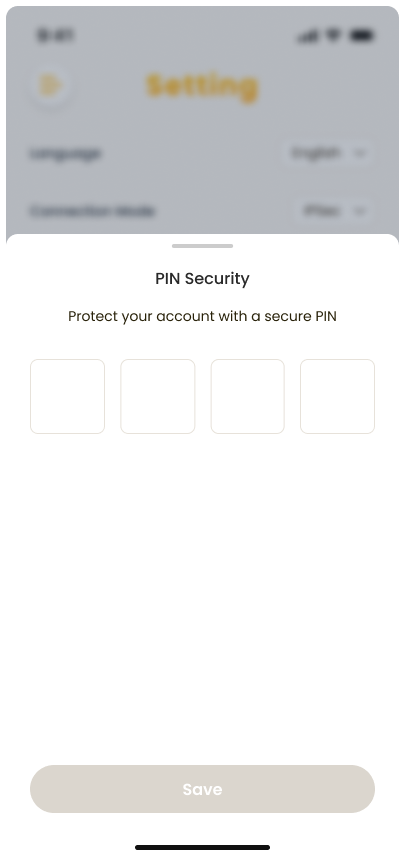 9:41
Setting
Language
English
Connection Mode
IPSec
PIN Security
Protect your account with a secure PIN
Save